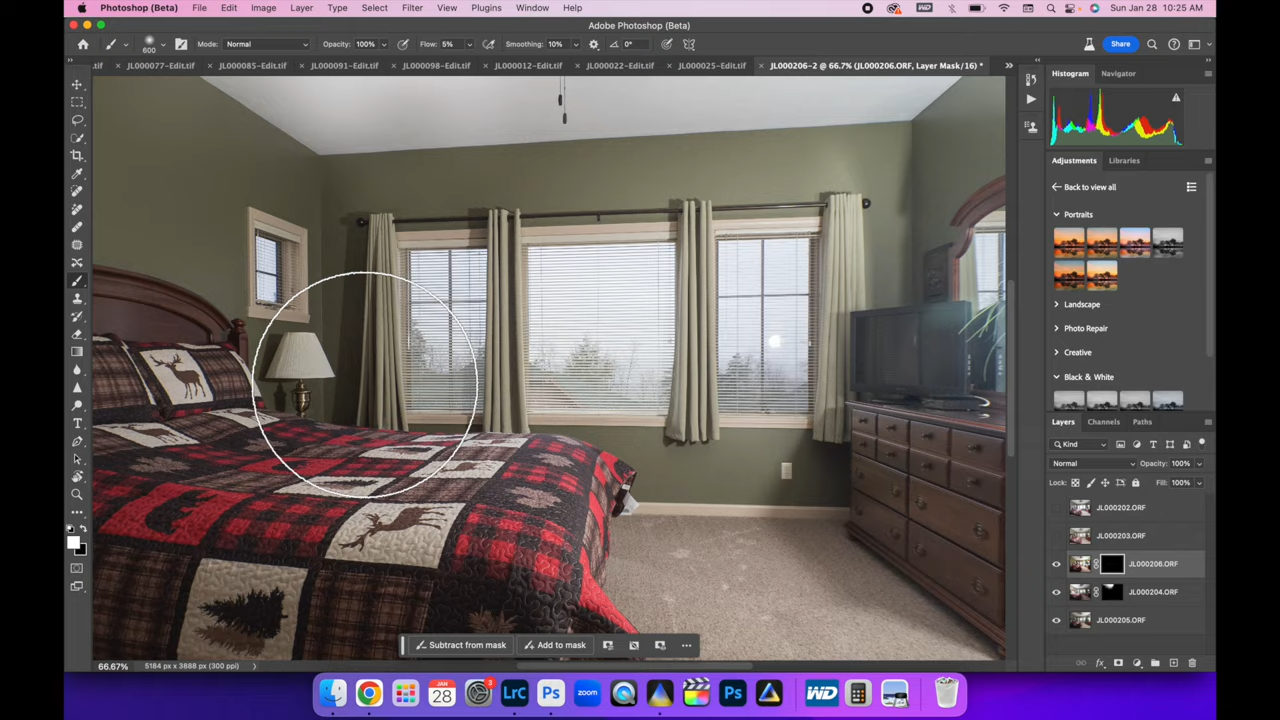 Photoshop (Beta) File Edit Image Layer Type Select Filter View Plugins Window Help Sun Jan 28 10:25 AM
Adobe Photoshop (Beta)
600 Mode: Normal Opacity: 100% Flow: 5% Smoothing: 10% 0° Share
.tif JL000077-Edit.tif JL000085-Edit.tif JL000091-Edit.tif JL000098-Edit.tif JL000012-Edit.tif JL000022-Edit.tif JL000025-Edit.tif JL000206-2 @ 66.7% (JL000206.ORF, Layer Mask/16) *
Histogram Navigator
Adjustments Libraries
Back to view all
Portraits
Landscape
Photo Repair
Creative
Black & White
Layers Channels Paths
Kind
Normal Opacity: 100%
Lock: Fill: 100%
JL000202.ORF
JL000203.ORF
JL000206.ORF
JL000204.ORF
JL000205.ORF
Subtract from mask Add to mask
66.67% 5184 px x 3888 px (300 ppi)
JAN 28 3 LrC Ps zoom Ps WD